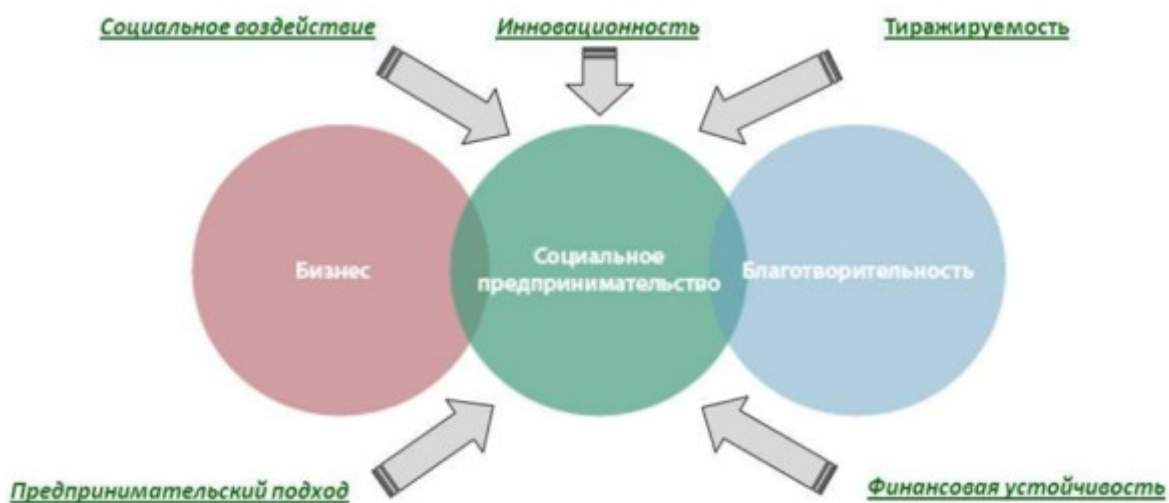 Социальное воздействие
Инновационность
Тиражируемость
Бизнес
Социальное
предпринимательство
Благотворительность
Предпринимательский подход
Финансовая устойчивость